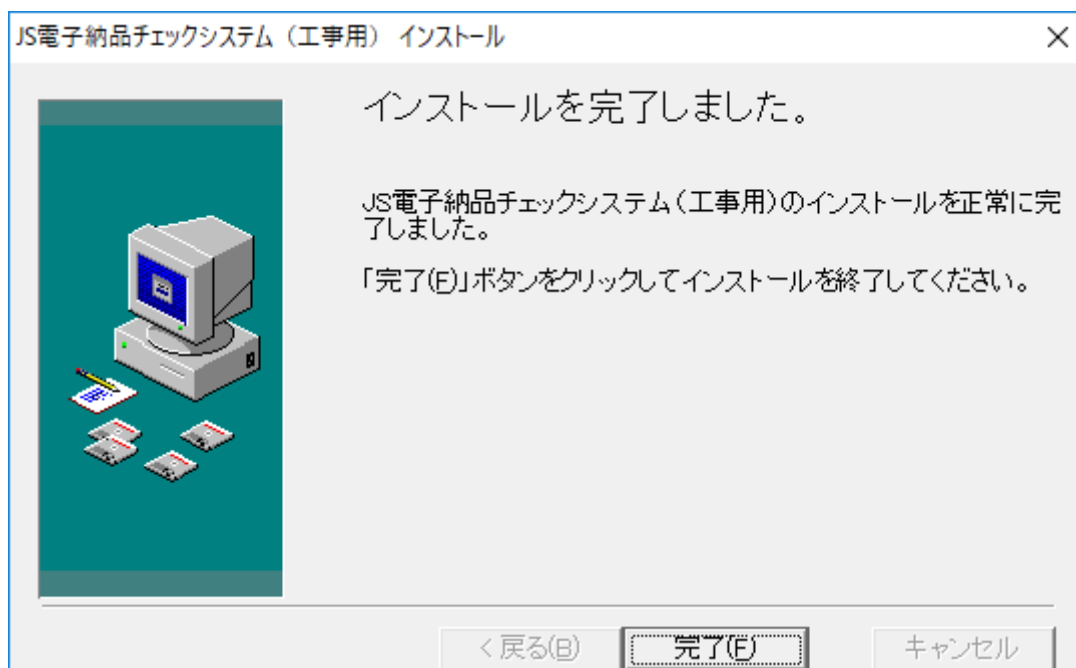 JS電子納品チェックシステム（工事用） インストール
インストールを完了しました。
JS電子納品チェックシステム(工事用)のインストールを正常に完
了しました。
「完了(F)」ボタンをクリックしてインストールを終了してください。
< 戻る(B)
完了(F)
キャンセル